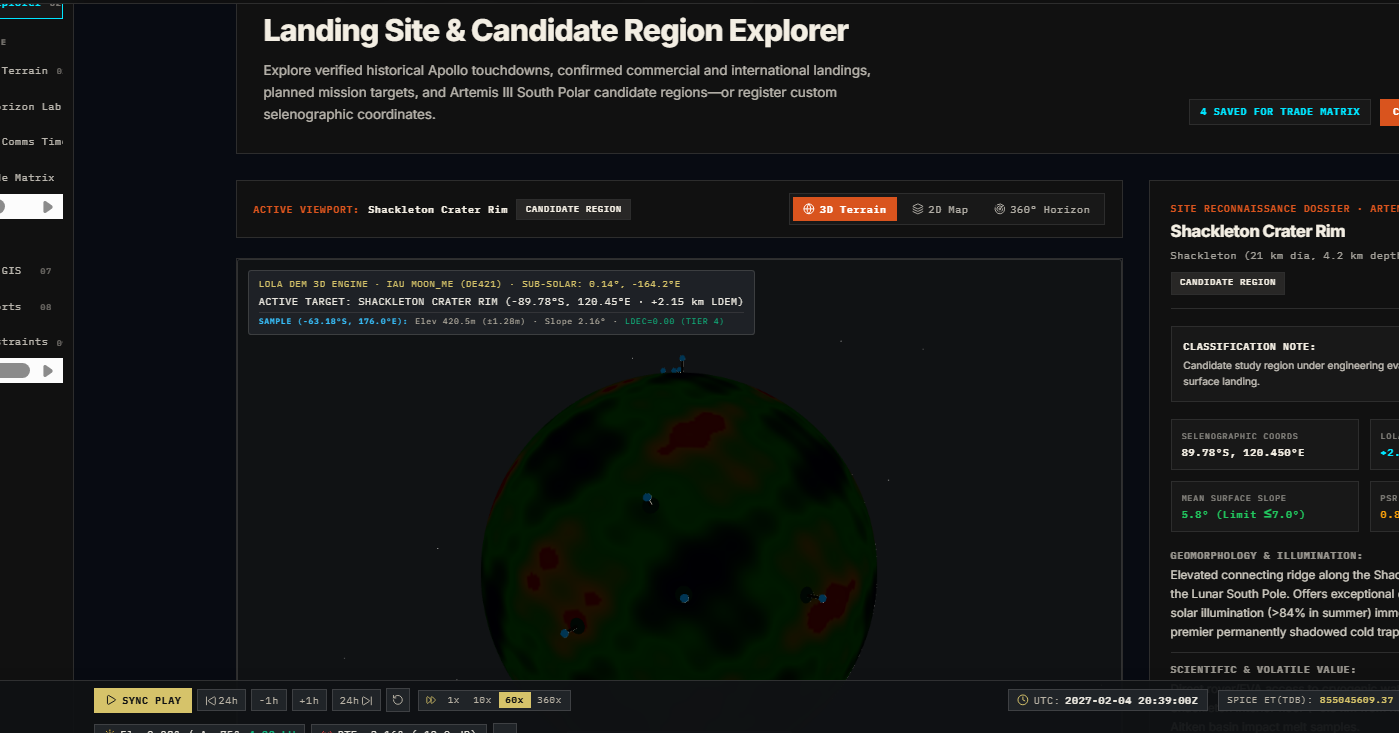 Landing Site & Candidate Region Explorer
Explore verified historical Apollo touchdowns, confirmed commercial and international landings,
planned mission targets, and Artemis III South Polar candidate regions—or register custom
selenographic coordinates.
4 SAVED FOR TRADE MATRIX
E
Terrain
rizon Lab
Comms Tim
e Matrix
GIS 07
rts 08
traints
ACTIVE VIEWPORT: Shackleton Crater Rim CANDIDATE REGION
3D Terrain 2D Map 360° Horizon
LOLA DEM 3D ENGINE · IAU MOON_ME (DE421) · SUB-SOLAR: 0.14°, -164.2°E
ACTIVE TARGET: SHACKLETON CRATER RIM (-89.78°S, 120.45°E · +2.15 km LDEM)
SAMPLE (-63.18°S, 176.0°E): Elev 420.5m (±1.28m) · Slope 2.16° · LDEC=0.00 (TIER 4)
SITE RECONNAISSANCE DOSSIER · ARTE
Shackleton Crater Rim
Shackleton (21 km dia, 4.2 km depth
CANDIDATE REGION
CLASSIFICATION NOTE:
Candidate study region under engineering ev
surface landing.
SELENOGRAPHIC COORDS
89.78°S, 120.450°E
LOL
+2.
MEAN SURFACE SLOPE
5.8° (Limit ≤7.0°)
PSR
0.8
GEOMORPHOLOGY & ILLUMINATION:
Elevated connecting ridge along the Shac
the Lunar South Pole. Offers exceptional
solar illumination (>84% in summer) imm
premier permanently shadowed cold trap
SCIENTIFIC & VOLATILE VALUE:
SYNC PLAY 24h -1h +1h 24h 1x 10x 60x 360x
UTC: 2027-02-04 20:39:00Z SPICE ET(TDB): 855045609.37